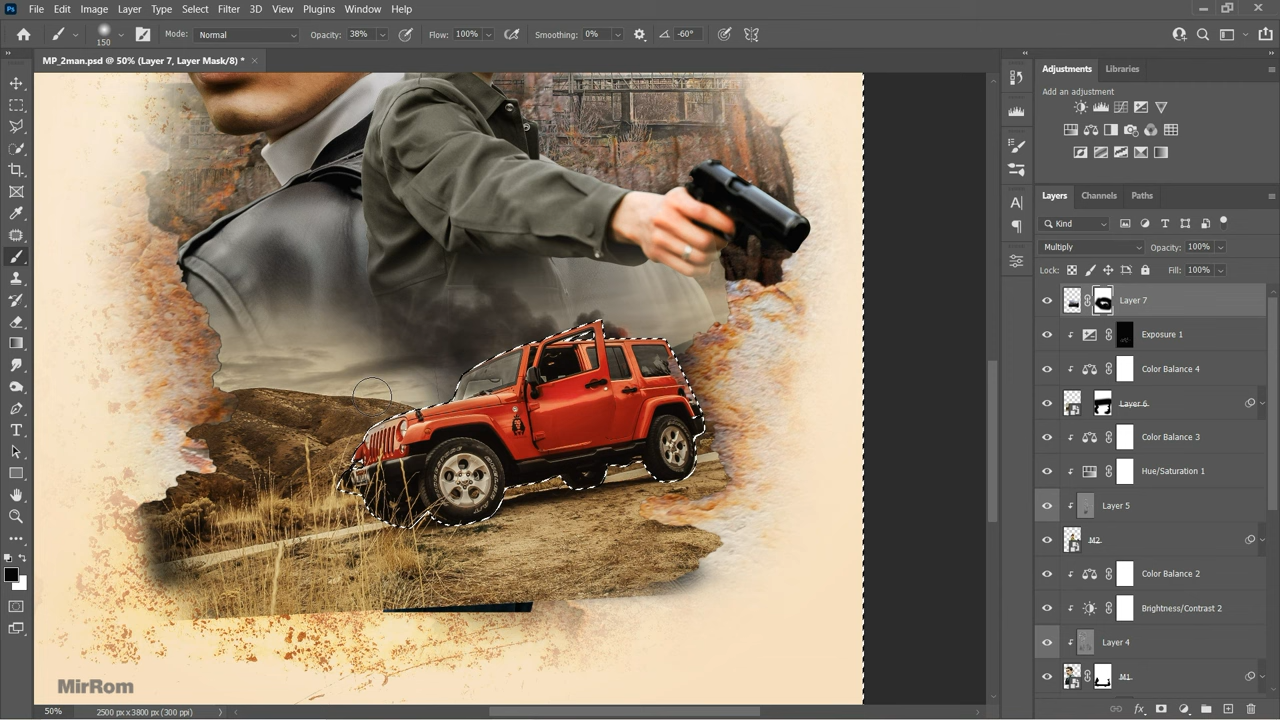 Ps File Edit Image Layer Type Select Filter 3D View Plugins Window Help
150 Mode: Normal Opacity: 38% Flow: 100% Smoothing: 0% -60°
MP_2man.psd @ 50% (Layer 7, Layer Mask/8) *
Adjustments Libraries
Add an adjustment
Layers Channels Paths
Kind
Multiply Opacity: 100%
Lock: Fill: 100%
Layer 7
Exposure 1
Color Balance 4
Layer 6
Color Balance 3
Hue/Saturation 1
Layer 5
M2
Color Balance 2
Brightness/Contrast 2
Layer 4
M1
MirRom
50% 2500 px x 3800 px (300 ppi)